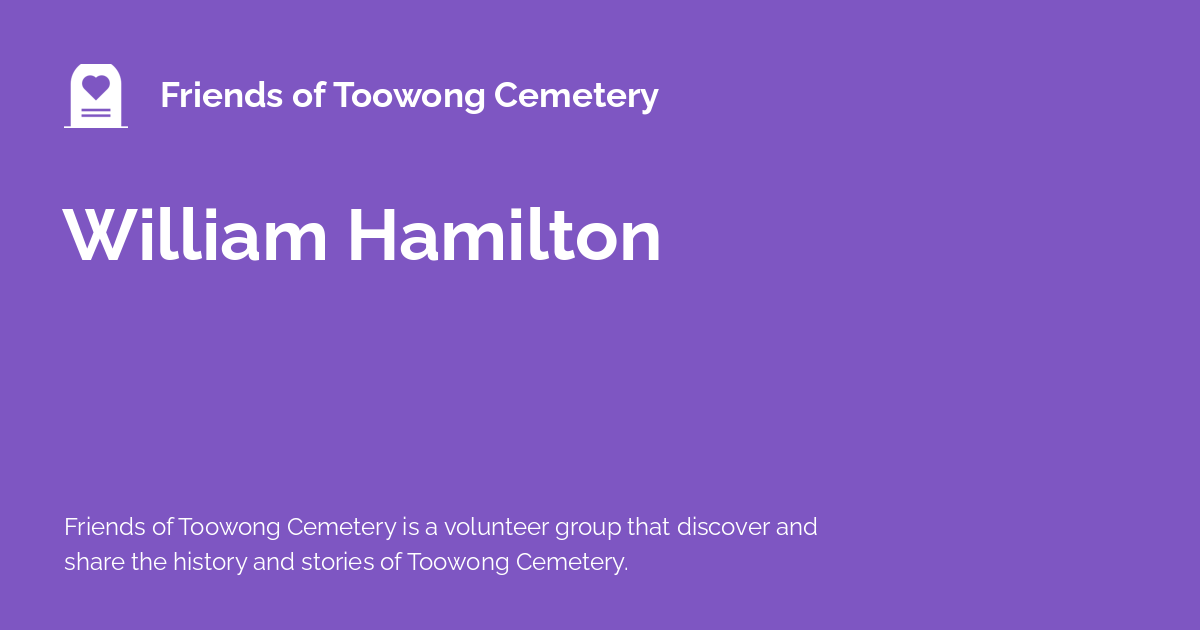 Friends of Toowong Cemetery
William Hamilton
Friends of Toowong Cemetery is a volunteer group that discover and
share the history and stories of Toowong Cemetery.